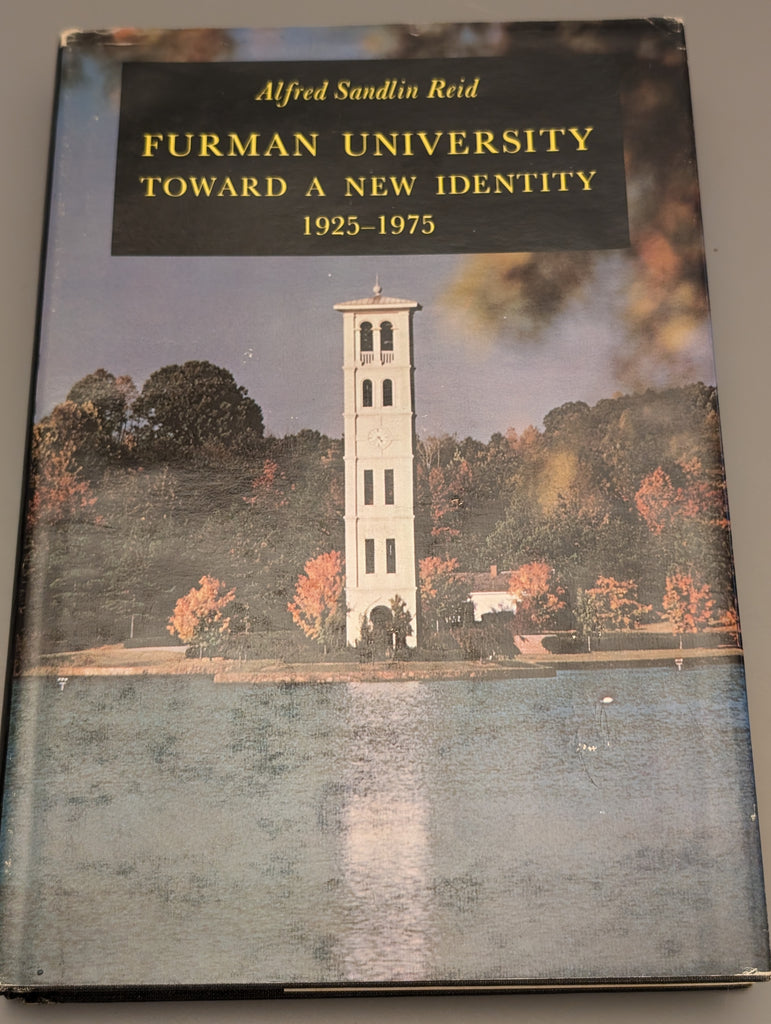 Alfred Sandlin Reid
FURMAN UNIVERSITY
TOWARD A NEW IDENTITY
1925–1975